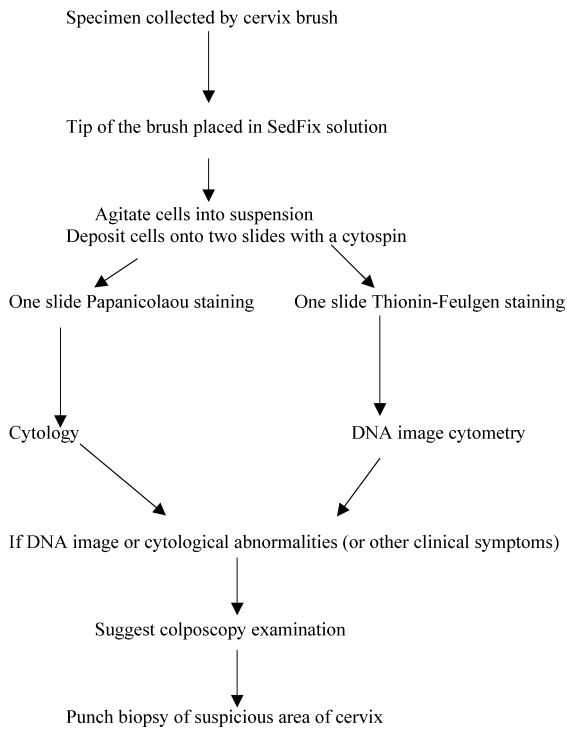 Specimen collected by cervix brush
Tip of the brush placed in SedFix solution
Agitate cells into suspension
Deposit cells onto two slides with a cytospin
One slide Papanicolaou staining
One slide Thionin-Feulgen staining
Cytology
DNA image cytometry
If DNA image or cytological abnormalities (or other clinical symptoms)
Suggest colposcopy examination
Punch biopsy of suspicious area of cervix